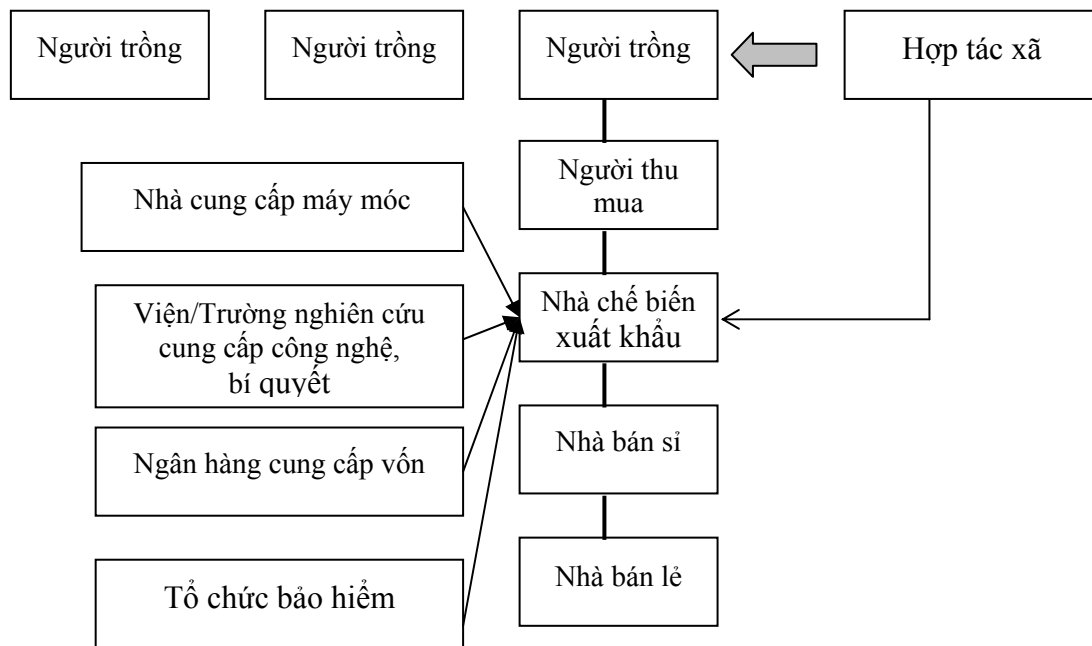 Người trồng
Người trồng
Người trồng
Hợp tác xã
Người thu
mua
Nhà cung cấp máy móc
Viện/Trường nghiên cứu
cung cấp công nghệ,
bí quyết
Nhà chế biến
xuất khẩu
Ngân hàng cung cấp vốn
Nhà bán sỉ
Tổ chức bảo hiểm
Nhà bán lẻ